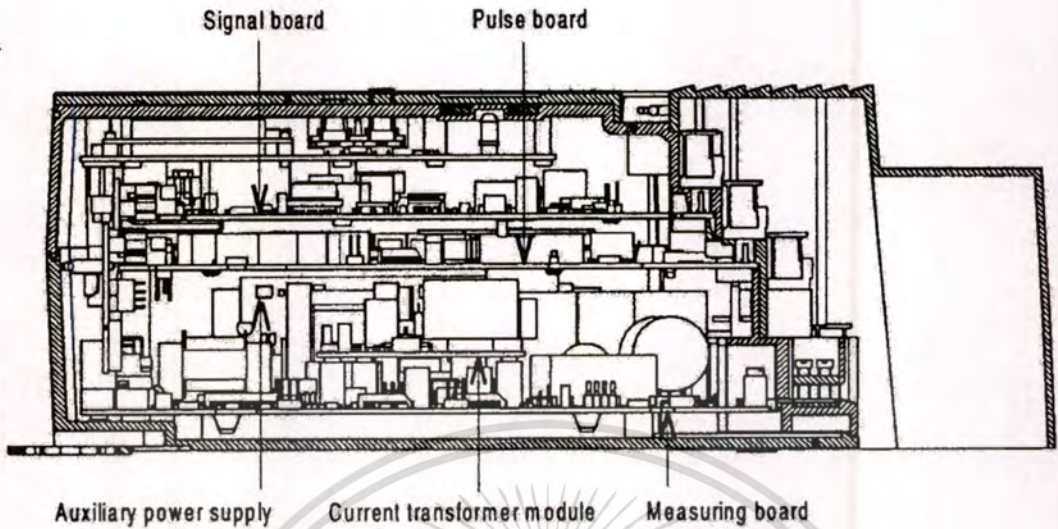 Signal board
Pulse board
Auxiliary power supply
Current transformer module
Measuring board